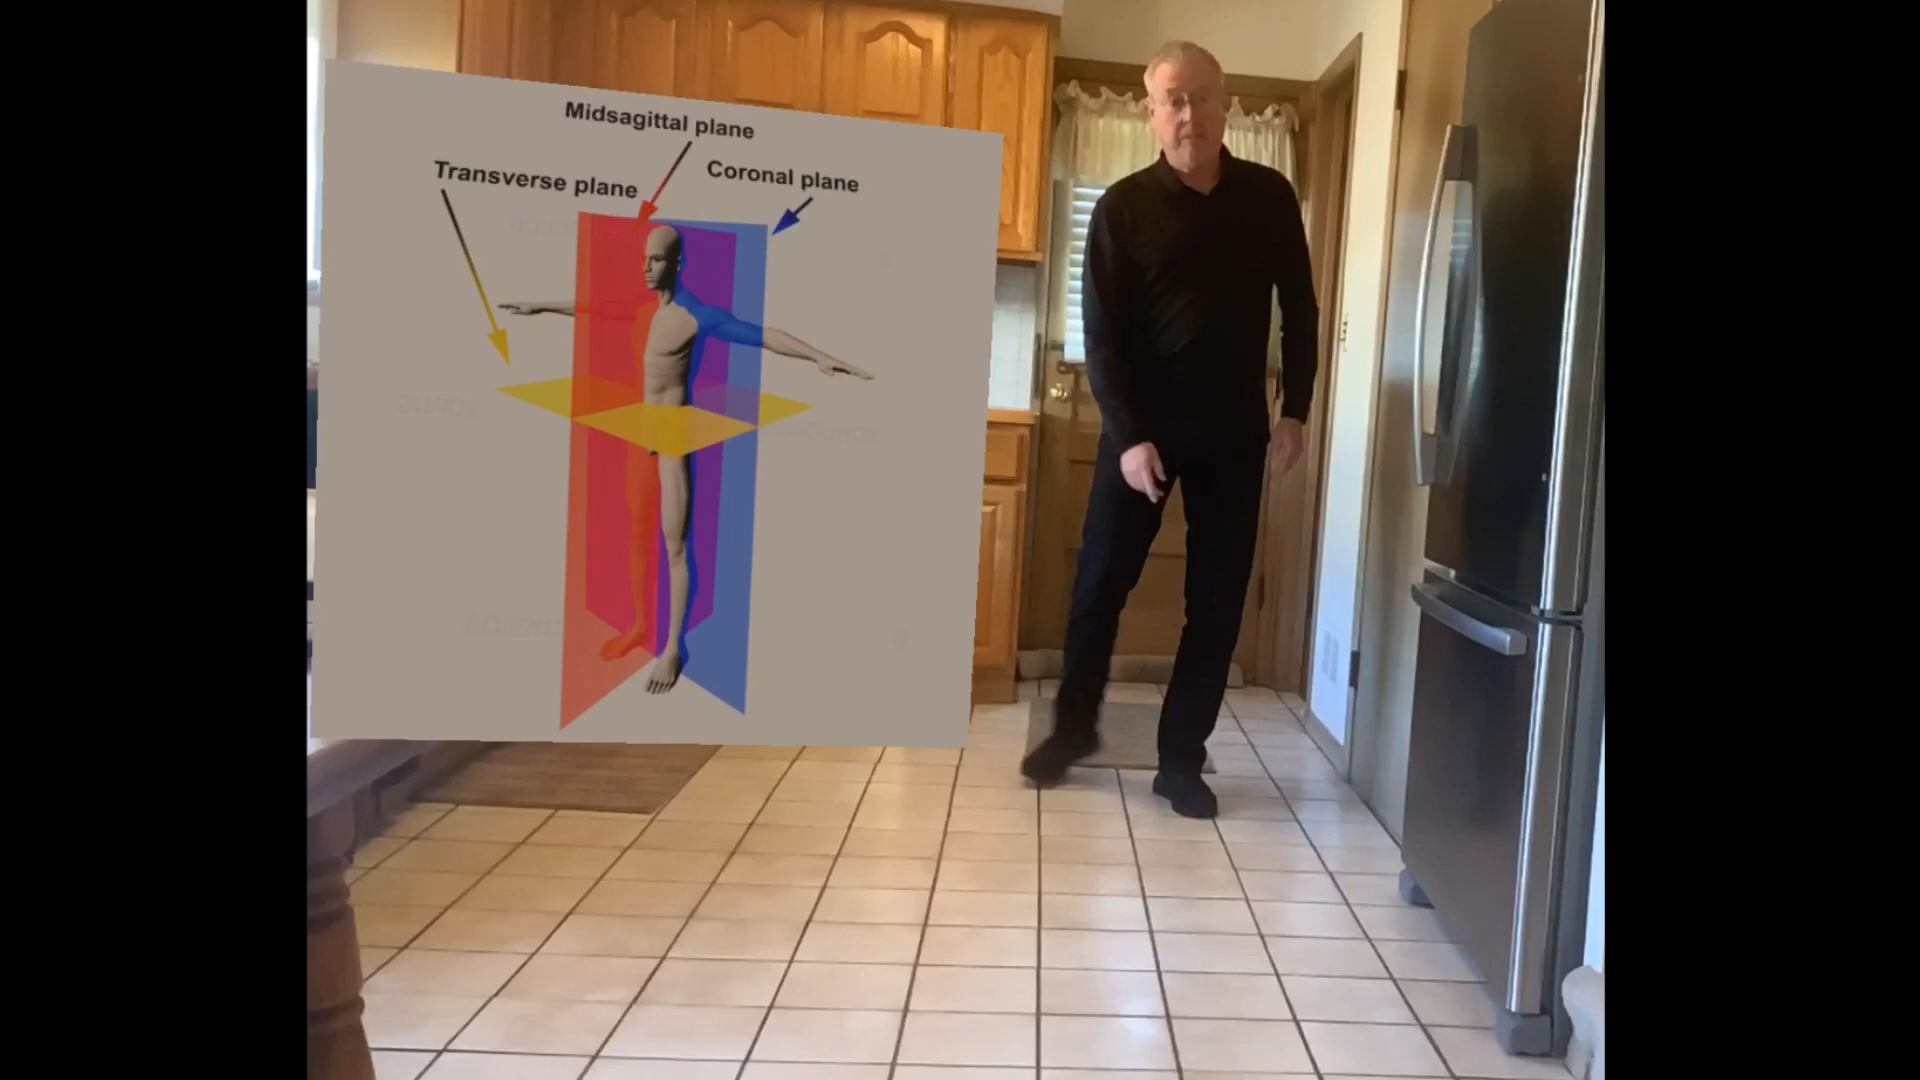 Midsagittal plane
Transverse plane
Coronal plane